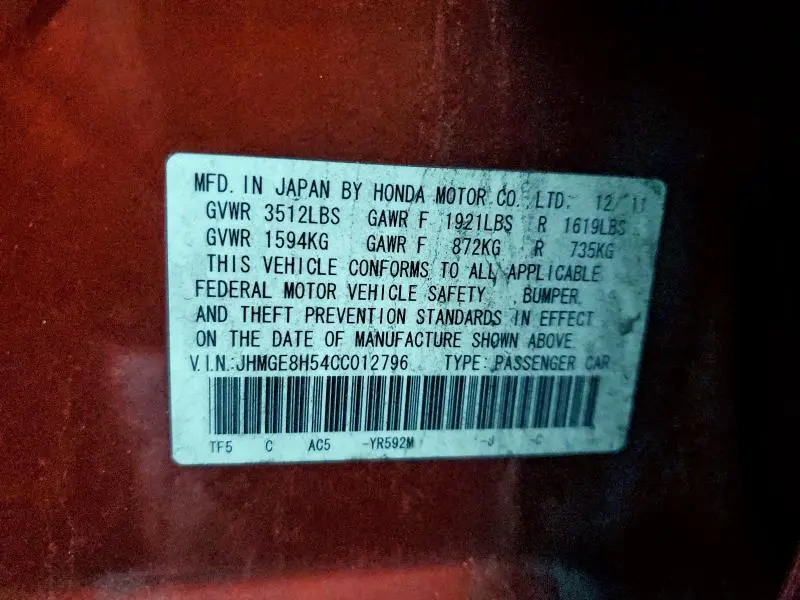 MFD. IN JAPAN BY HONDA MOTOR CO., LTD. 12/11
GVWR 3512LBS GAWR F 1921LBS R 1619LBS
GVWR 1594KG GAWR F 872KG R 735KG
THIS VEHICLE CONFORMS TO ALL APPLICABLE
FEDERAL MOTOR VEHICLE SAFETY, BUMPER,
AND THEFT PREVENTION STANDARDS IN EFFECT
ON THE DATE OF MANUFACTURE SHOWN ABOVE.
V.I.N.:JHMGE8H54CC012796 TYPE: PASSENGER CAR
TF5 C AC5 -YR592M -J -C